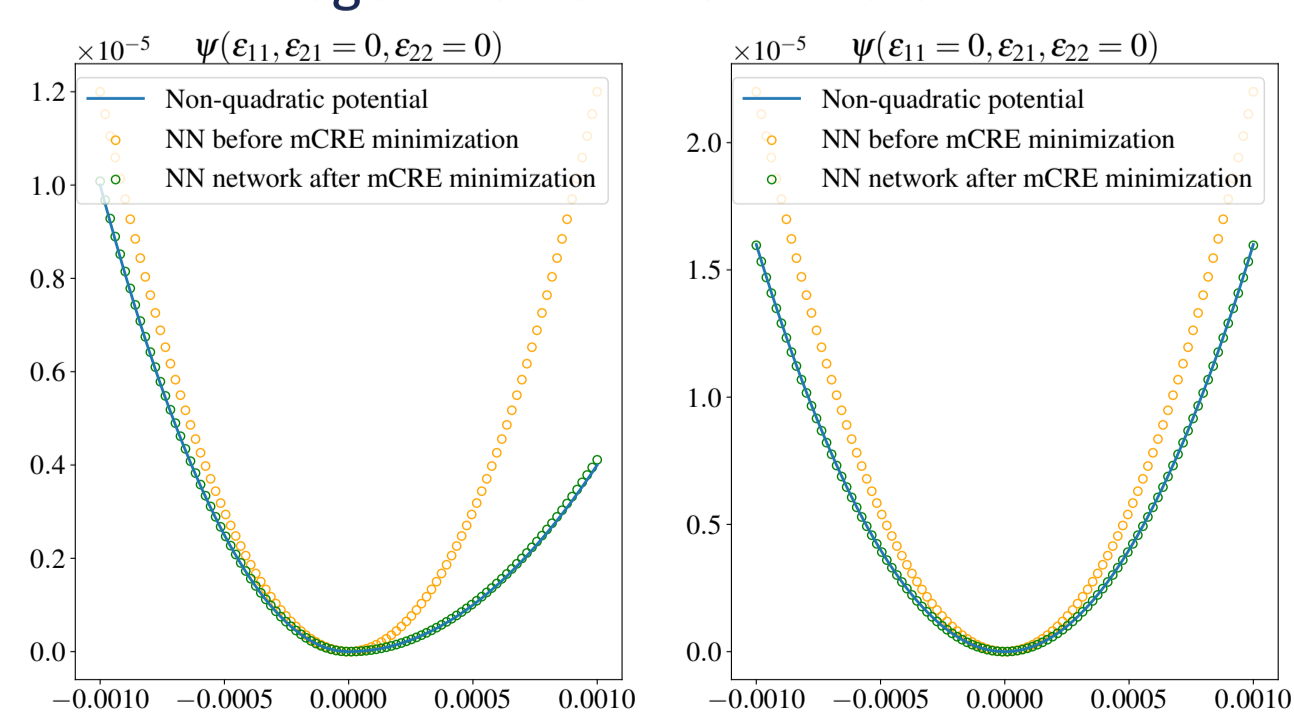 ×10⁻⁵ ψ(ε₁₁, ε₂₁ = 0, ε₂₂ = 0)
1.2
1.0
0.8
0.6
0.4
0.2
0.0
Non-quadratic potential
NN before mCRE minimization
NN network after mCRE minimization
−0.0010 −0.0005 0.0000 0.0005 0.0010
×10⁻⁵ ψ(ε₁₁ = 0, ε₂₁, ε₂₂ = 0)
2.0
1.5
1.0
0.5
0.0
Non-quadratic potential
NN before mCRE minimization
NN network after mCRE minimization
−0.0010 −0.0005 0.0000 0.0005 0.0010